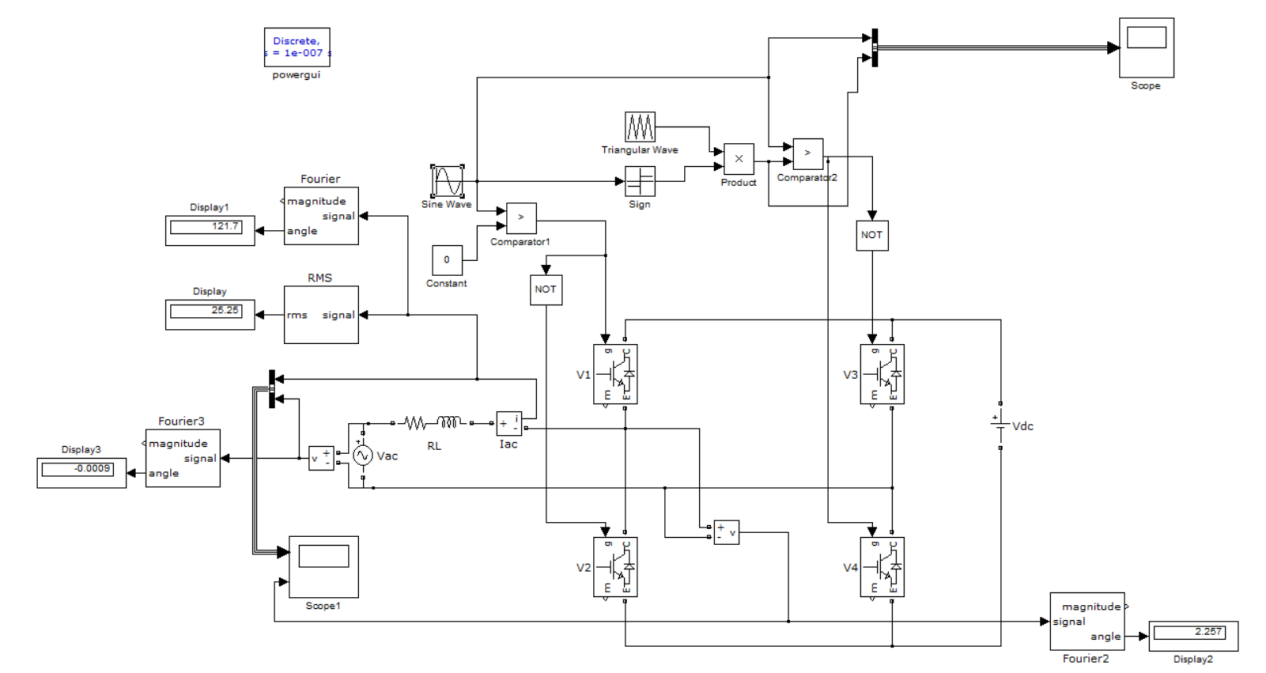 Discrete,
s = 1e-007 s
powergui
Scope
Triangular Wave
×
Product
>
Comparator2
Sine Wave
Sign
Fourier
magnitude
signal
angle
Display1
121.7
>
Comparator1
NOT
0
Constant
NOT
RMS
rms signal
Display
25.25
g C
V1
m E
g C
V3
m E
+
Vdc
Fourier3
magnitude
signal
angle
Display3
-0.0009
v + -
+
Vac
RL
+ i -
Iac
+ - v
g C
V2
m E
g C
V4
m E
Scope1
magnitude
signal
angle
Fourier2
2.257
Display2